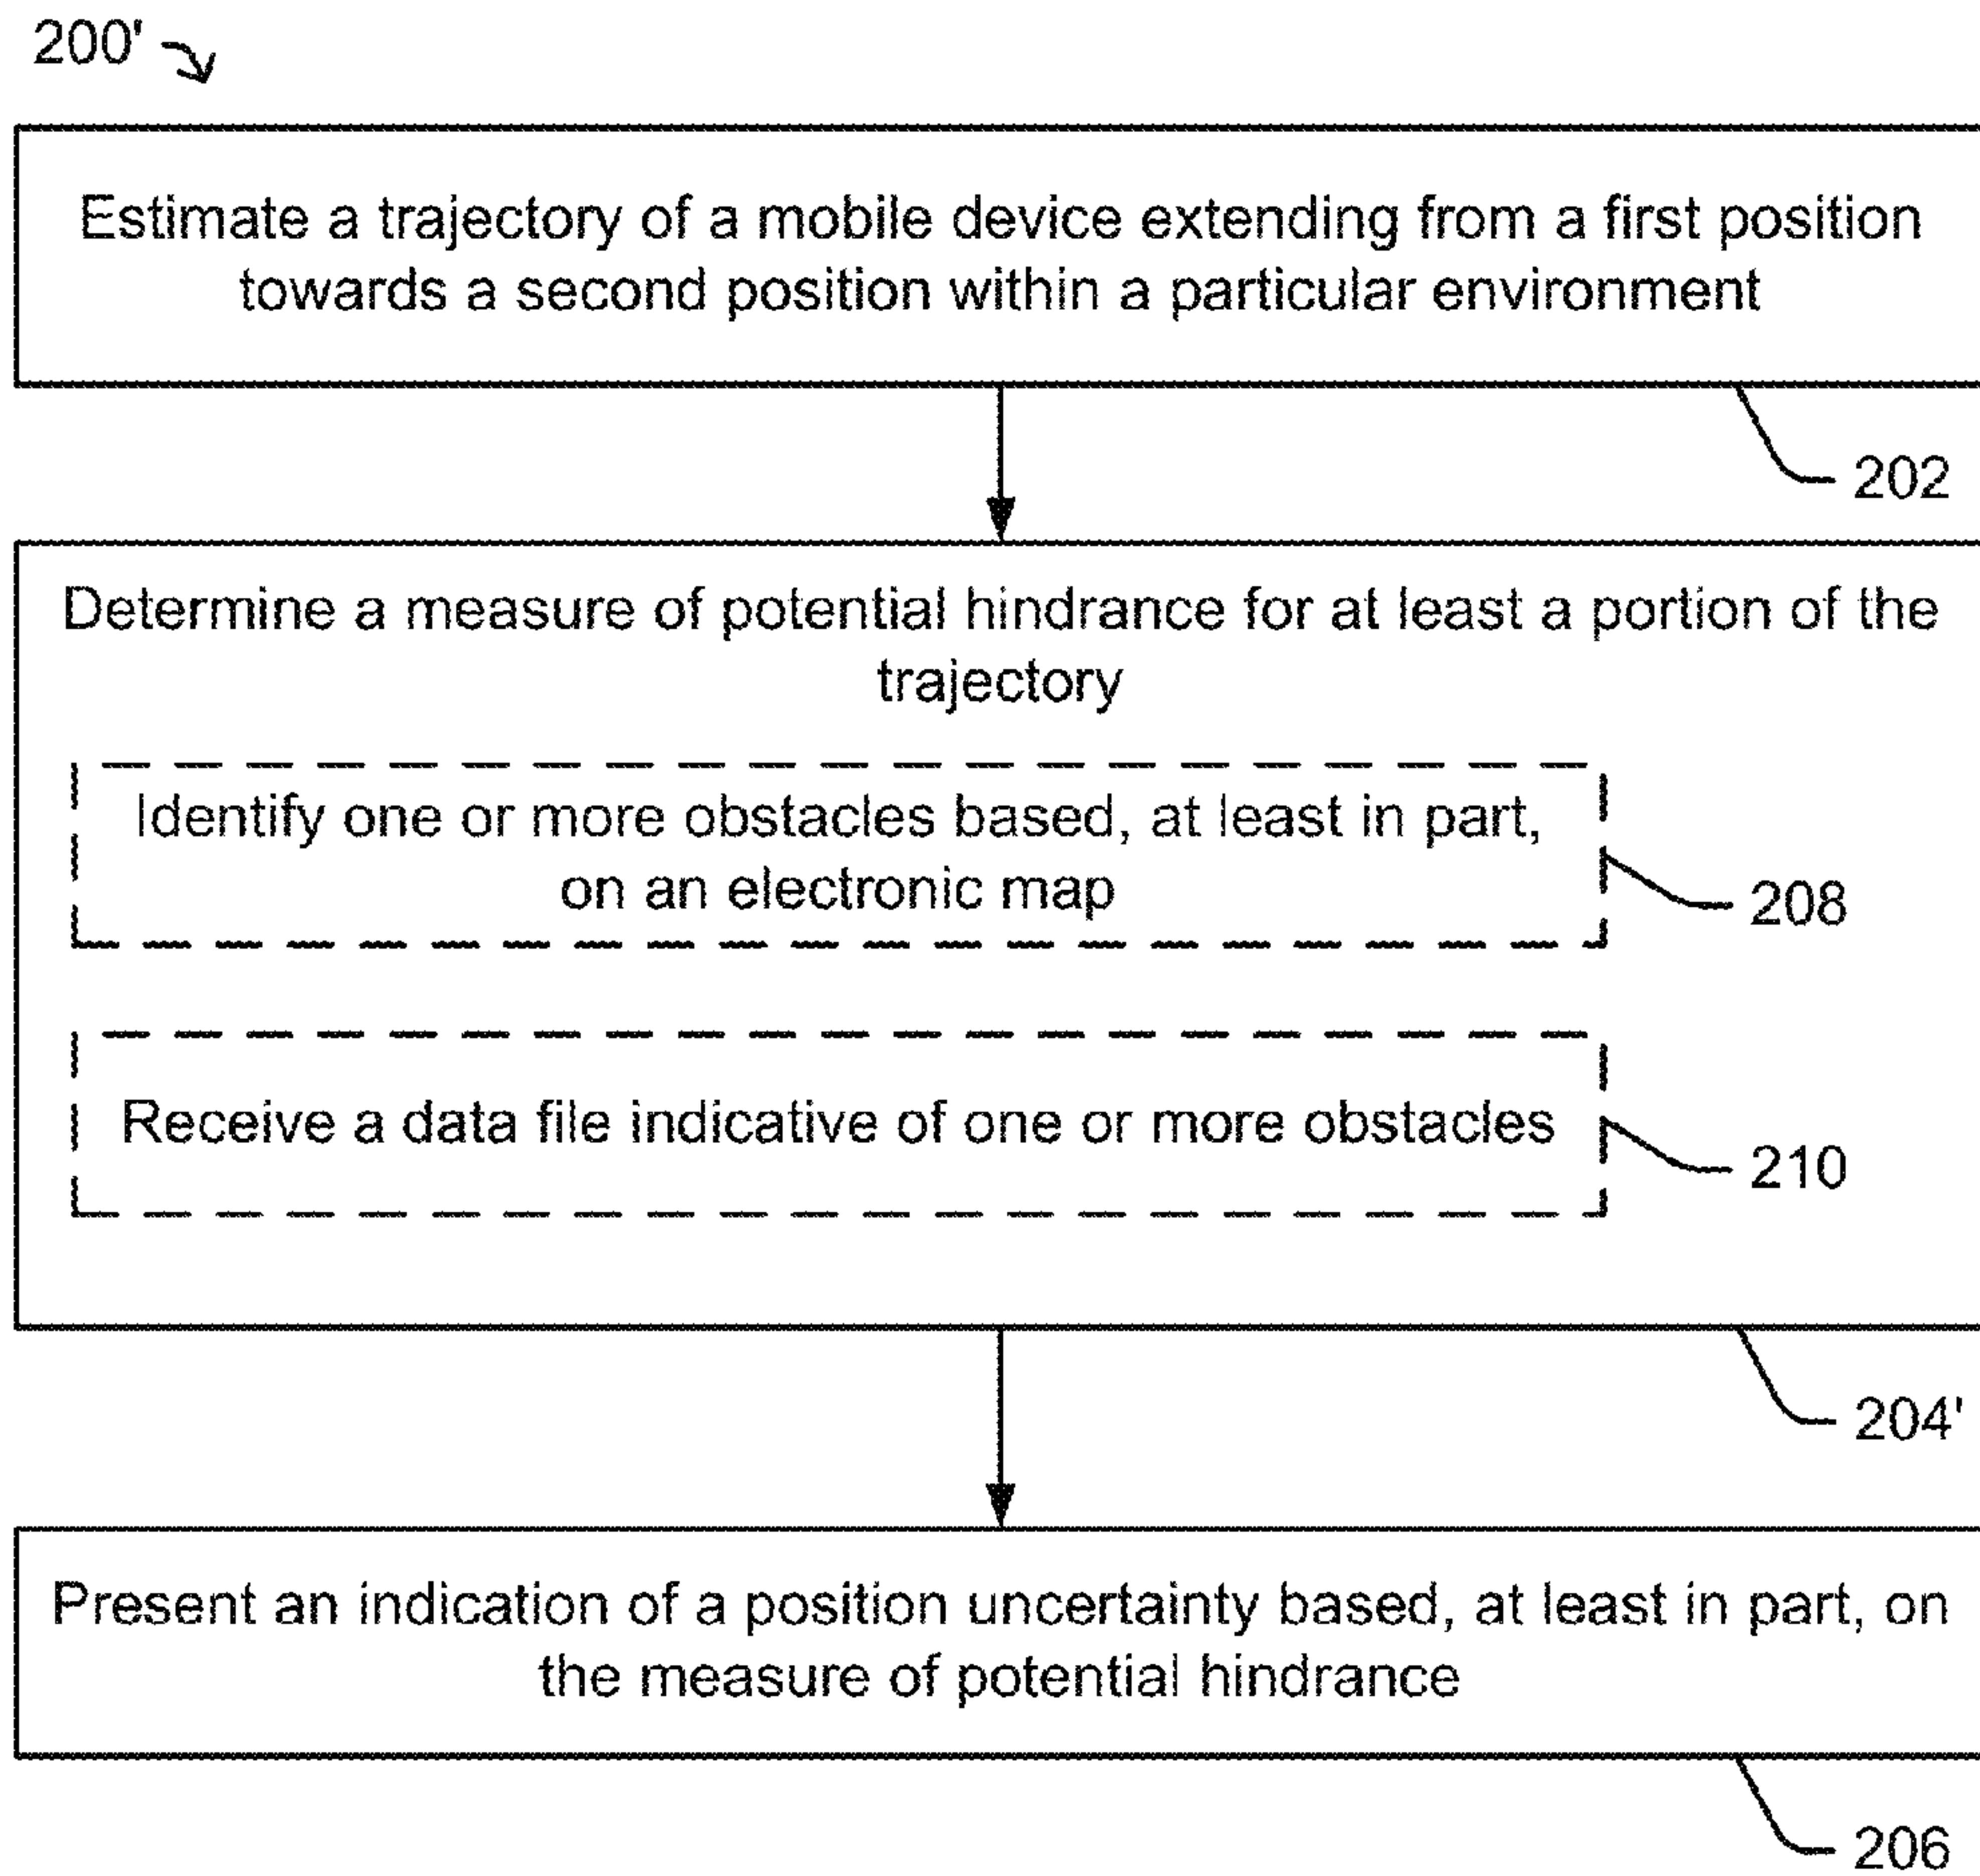 200'
Estimate a trajectory of a mobile device extending from a first position
towards a second position within a particular environment
202
Determine a measure of potential hindrance for at least a portion of the
trajectory
Identify one or more obstacles based, at least in part,
on an electronic map
208
Receive a data file indicative of one or more obstacles
210
204'
Present an indication of a position uncertainty based, at least in part, on
the measure of potential hindrance
206